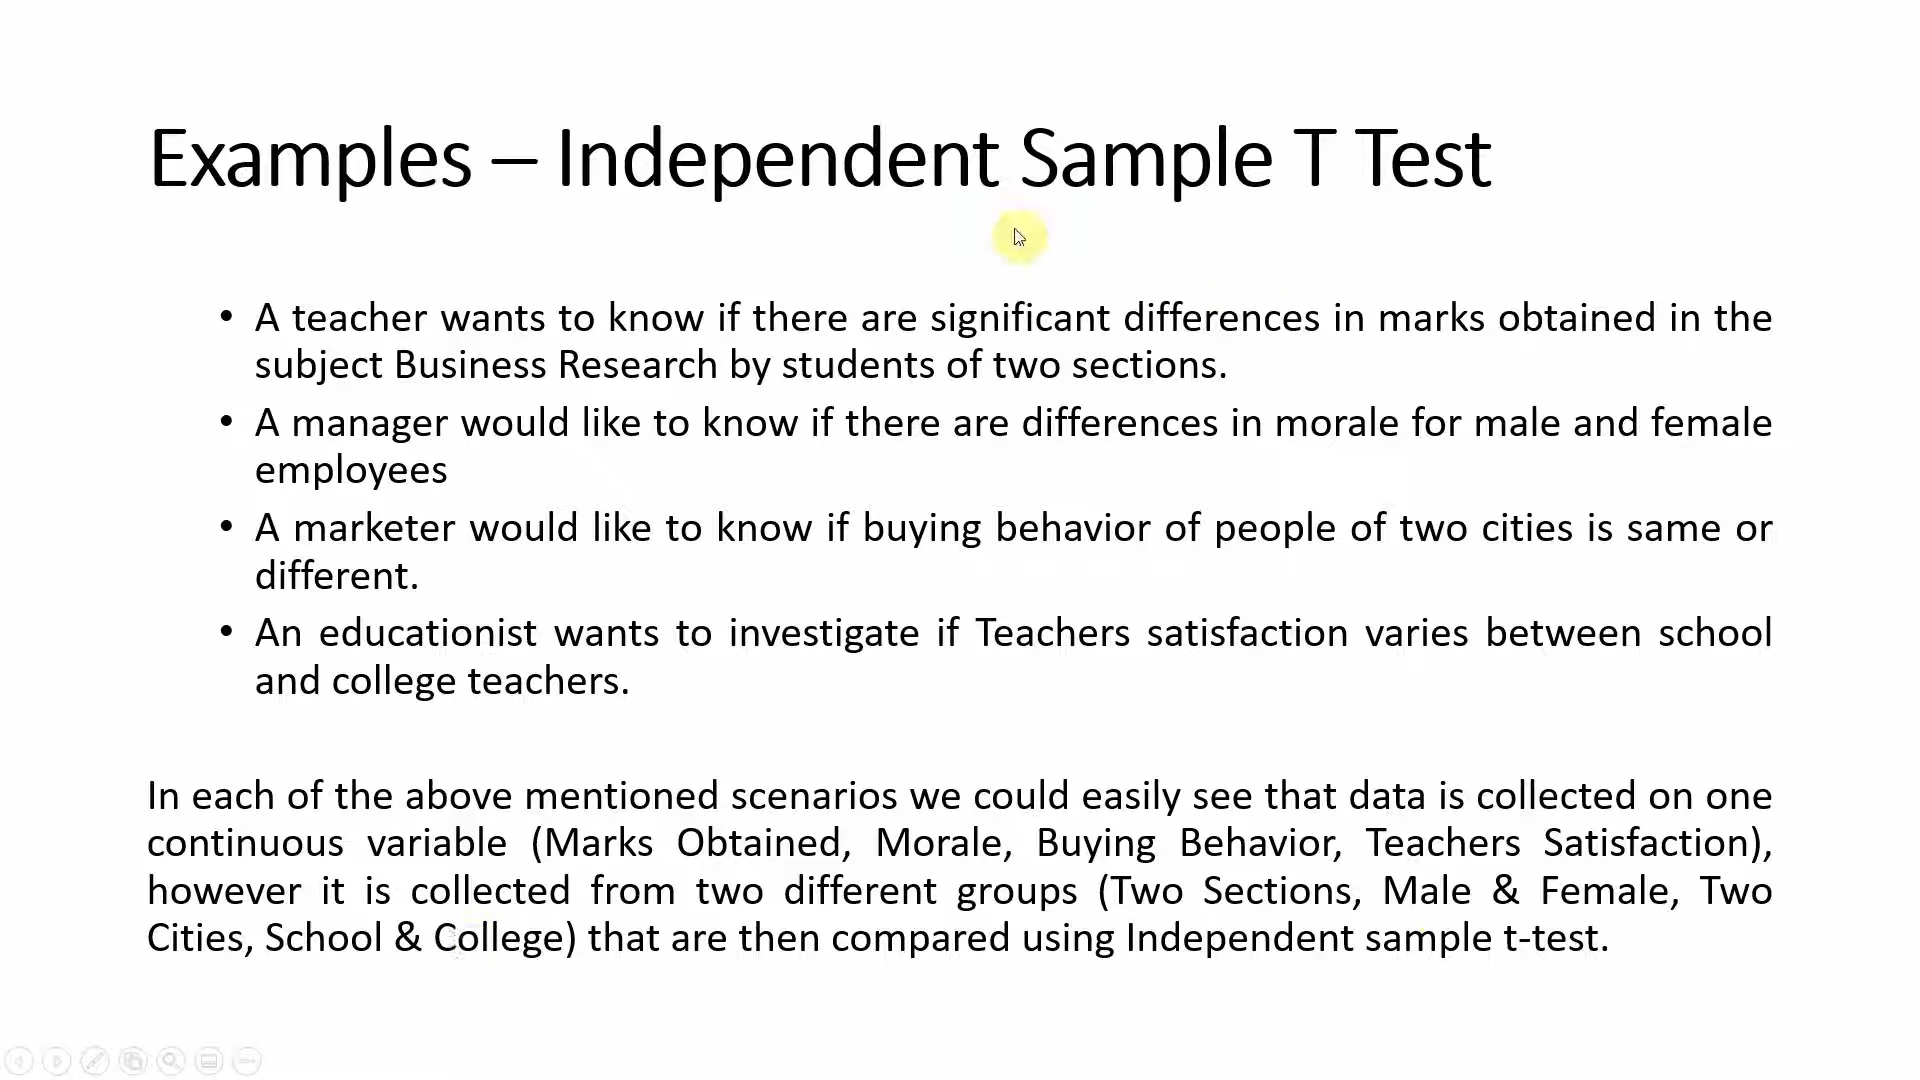 Examples – Independent Sample T Test
• A teacher wants to know if there are significant differences in marks obtained in the
subject Business Research by students of two sections.
• A manager would like to know if there are differences in morale for male and female
employees
• A marketer would like to know if buying behavior of people of two cities is same or
different.
• An educationist wants to investigate if Teachers satisfaction varies between school
and college teachers.
In each of the above mentioned scenarios we could easily see that data is collected on one
continuous variable (Marks Obtained, Morale, Buying Behavior, Teachers Satisfaction),
however it is collected from two different groups (Two Sections, Male & Female, Two
Cities, School & College) that are then compared using Independent sample t-test.